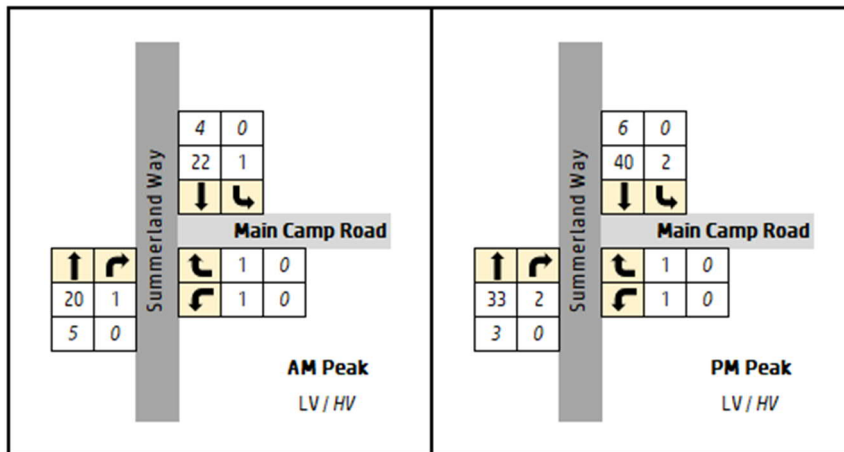 4 0
22 1
Summerland Way
Main Camp Road
20 1
5 0
1 0
1 0
AM Peak
LV / HV
6 0
40 2
Summerland Way
Main Camp Road
33 2
3 0
1 0
1 0
PM Peak
LV / HV